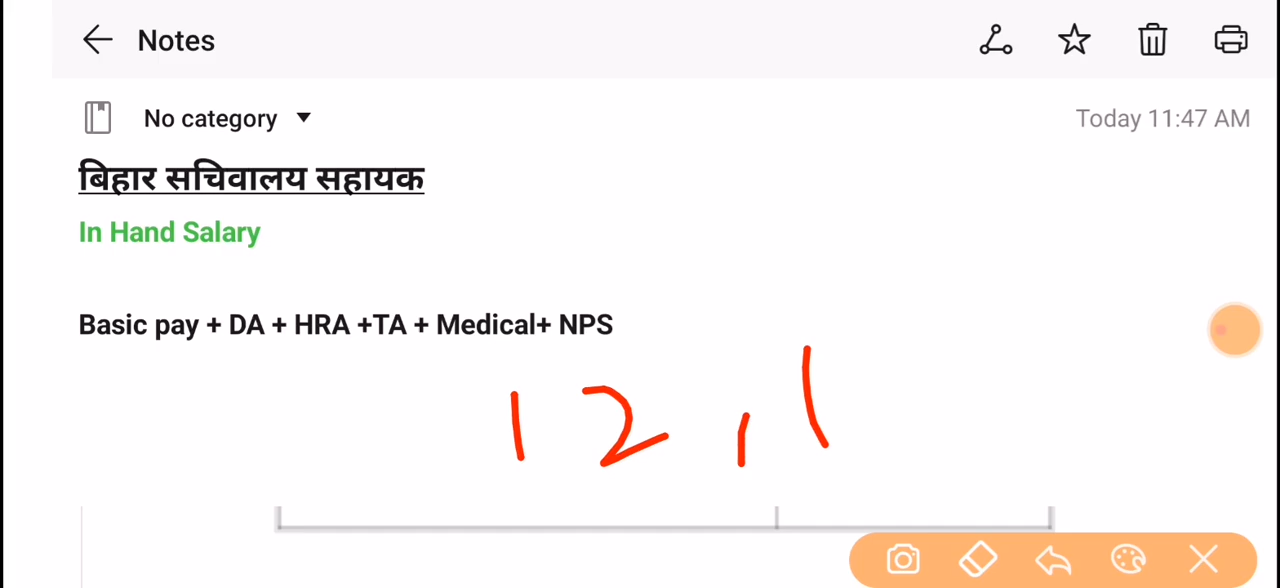 Notes
No category
Today 11:47 AM
बिहार सचिवालय सहायक
In Hand Salary
Basic pay + DA + HRA +TA + Medical+ NPS
12,1